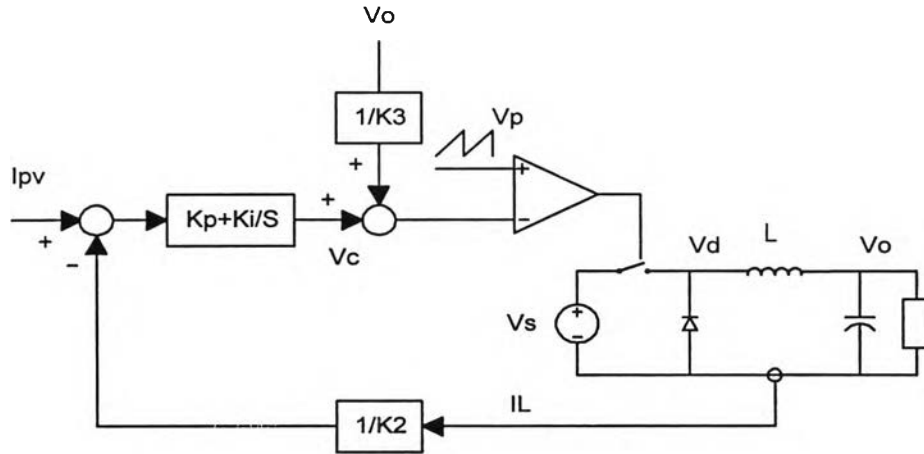 Vo
1/K3
Vp
+
+
Ipv
+
Kp+Ki/S
+
−
−
Vc
Vd
L
Vo
Vs
+
−
IL
1/K2